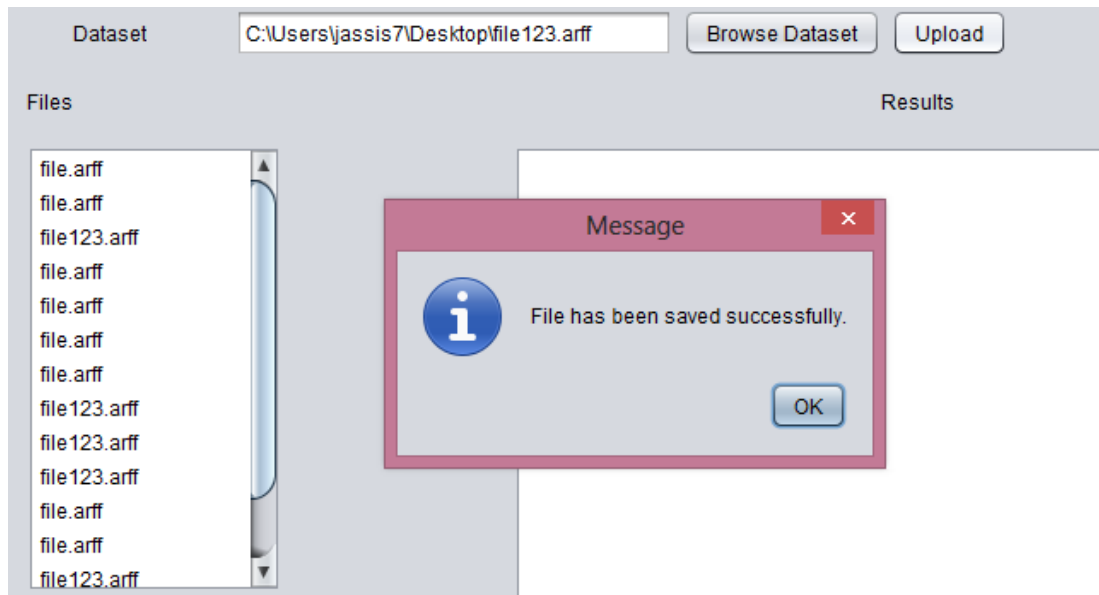 Dataset C:\Users\jassis7\Desktop\file123.arff Browse Dataset Upload
Files Results
file.arff
file.arff
file123.arff
file.arff
file.arff
file.arff
file.arff
file123.arff
file123.arff
file123.arff
file.arff
file.arff
file123.arff
Message
File has been saved successfully.
OK